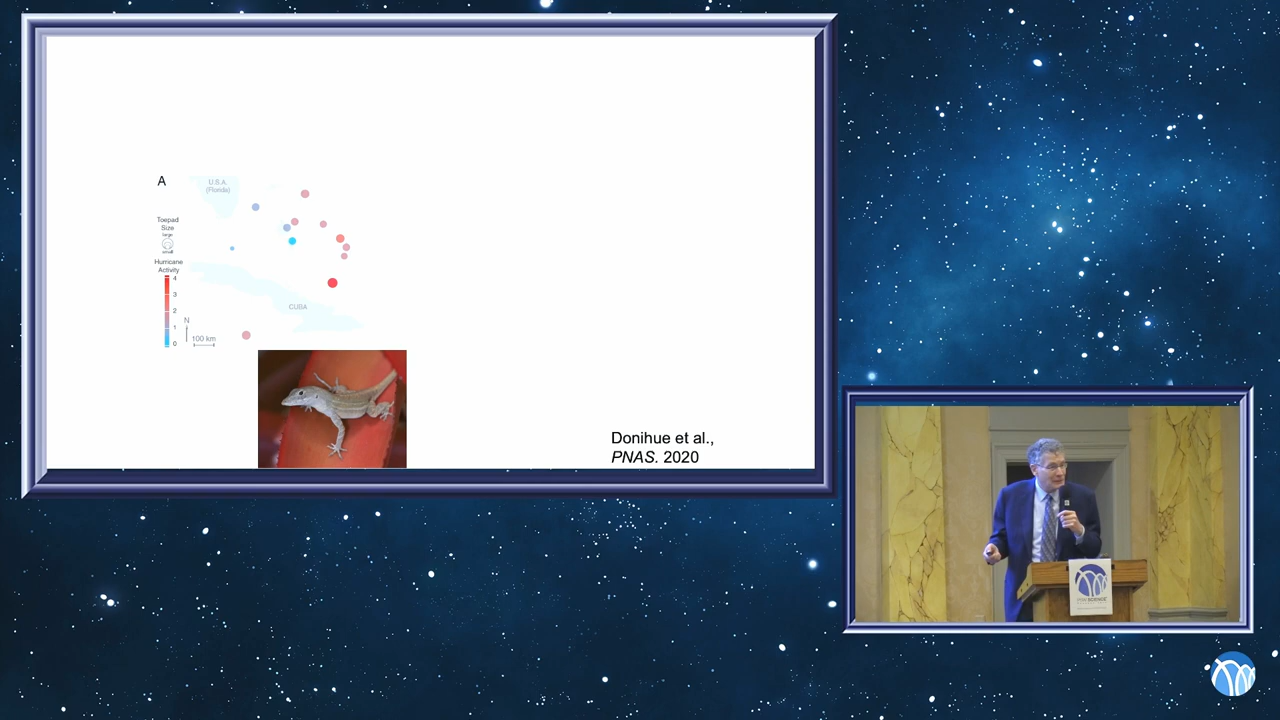 A
U.S.A.
(Florida)
Toepad
Size
large
small
Hurricane
Activity
4
3
2
1
0
N
100 km
CUBA
Donihue et al.,
PNAS. 2020